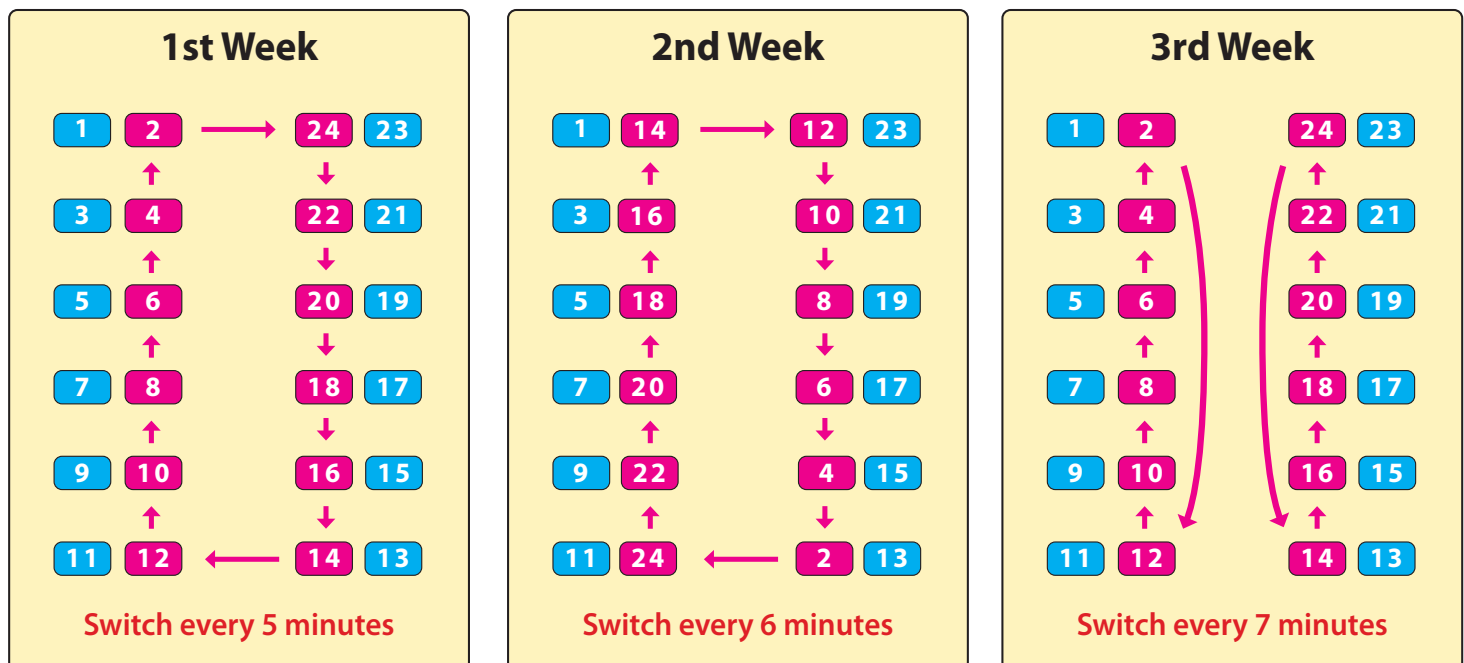 1st Week
1 2 24 23
3 4 22 21
5 6 20 19
7 8 18 17
9 10 16 15
11 12 14 13
Switch every 5 minutes
2nd Week
1 14 12 23
3 16 10 21
5 18 8 19
7 20 6 17
9 22 4 15
11 24 2 13
Switch every 6 minutes
3rd Week
1 2 24 23
3 4 22 21
5 6 20 19
7 8 18 17
9 10 16 15
11 12 14 13
Switch every 7 minutes